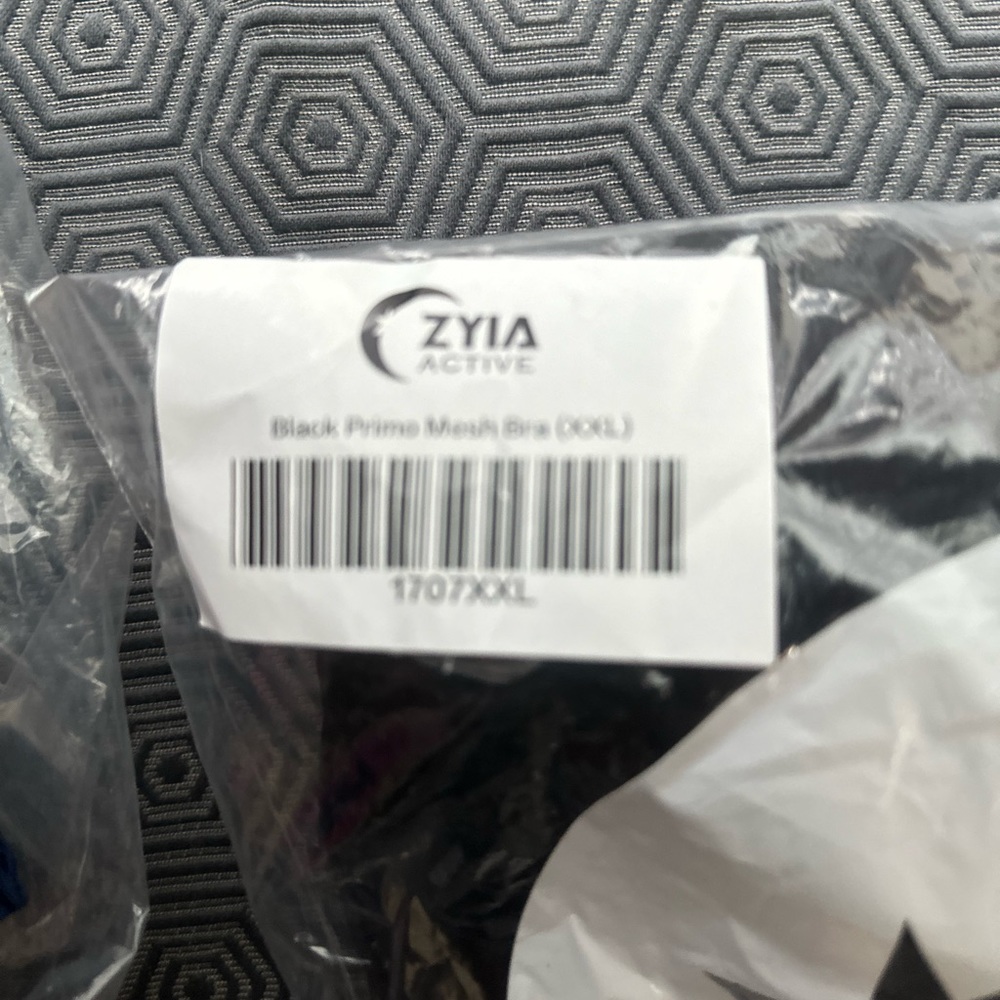 ZYIA
ACTIVE
Black Primo Mesh Bra (XXL)
1707XXL